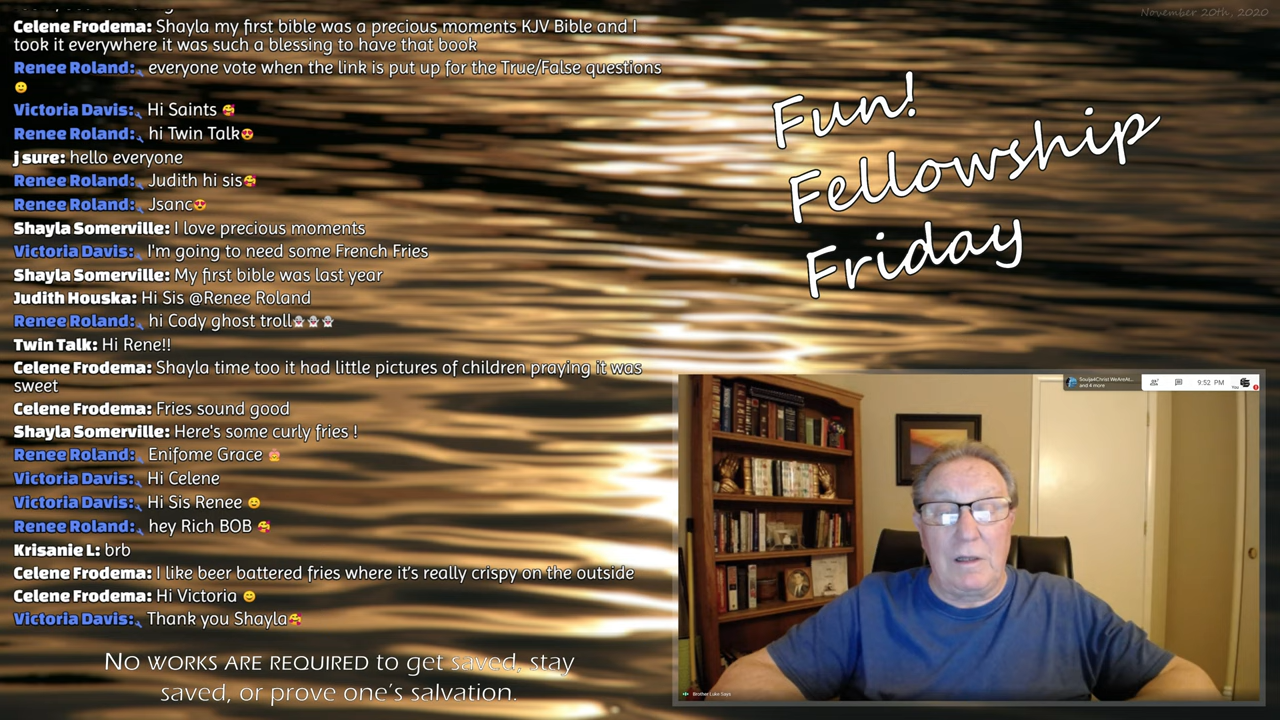 November 20th, 2020
Celene Frodema: Shayla my first bible was a precious moments KJV Bible and I
took it everywhere it was such a blessing to have that book
Renee Roland: everyone vote when the link is put up for the True/False questions
🙂
Victoria Davis: Hi Saints 🥰
Renee Roland: hi Twin Talk😍
j sure: hello everyone
Renee Roland: Judith hi sis🥰
Renee Roland: Jsanc😍
Shayla Somerville: I love precious moments
Victoria Davis: I'm going to need some French Fries
Shayla Somerville: My first bible was last year
Judith Houska: Hi Sis @Renee Roland
Renee Roland: hi Cody ghost troll👻👻👻
Twin Talk: Hi Rene!!
Celene Frodema: Shayla time too it had little pictures of children praying it was
sweet
Celene Frodema: Fries sound good
Shayla Somerville: Here's some curly fries !
Renee Roland: Enifome Grace
Victoria Davis: Hi Celene
Victoria Davis: Hi Sis Renee 😊
Renee Roland: hey Rich BOB 🥰
Krisanie L: brb
Celene Frodema: I like beer battered fries where it's really crispy on the outside
Celene Frodema: Hi Victoria 😊
Victoria Davis: Thank you Shayla🥰
No works are required to get saved, stay
saved, or prove one's salvation.
Fun!
Fellowship
Friday
Souls4Christ WeAreAt...
and 4 more
9:52 PM
You
Brother Luke Says